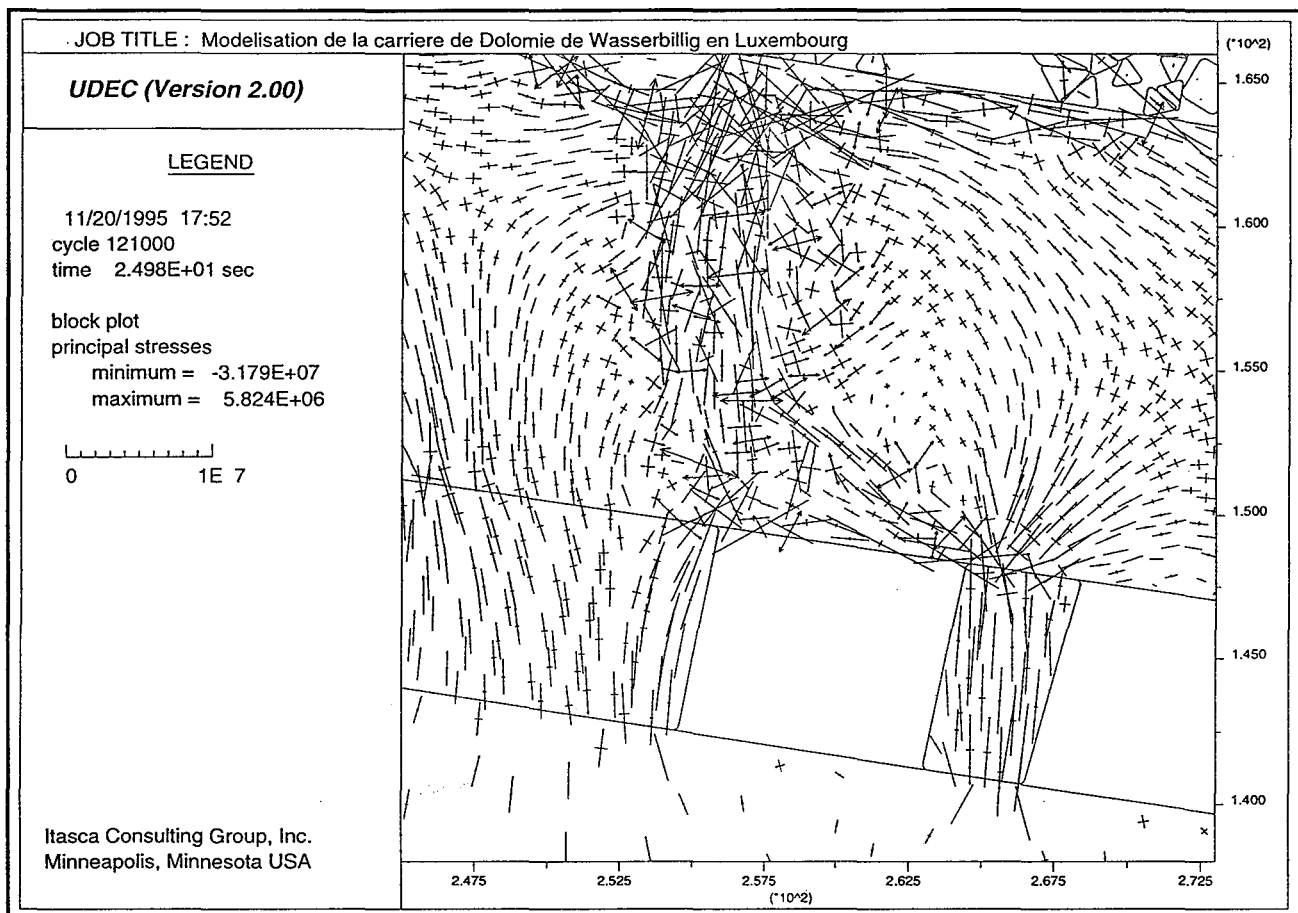 JOB TITLE : Modelisation de la carriere de Dolomie de Wasserbillig en Luxembourg
(*10^2)
UDEC (Version 2.00)
LEGEND
11/20/1995 17:52
cycle 121000
time 2.498E+01 sec
block plot
principal stresses
minimum = -3.179E+07
maximum = 5.824E+06
0 1E 7
Itasca Consulting Group, Inc.
Minneapolis, Minnesota USA
1.650
1.600
1.550
1.500
1.450
1.400
2.475 2.525 2.575 2.625 2.675 2.725
(*10^2)